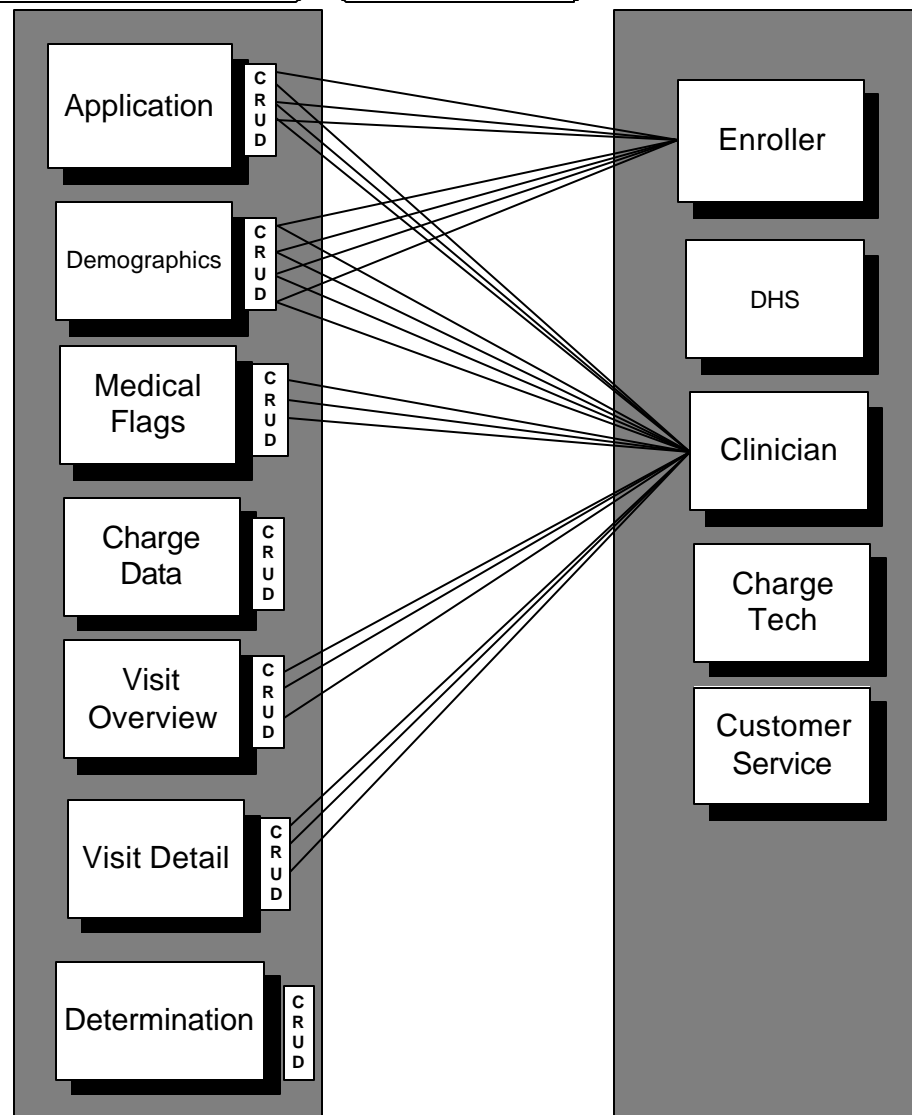 Application
C
R
U
D
Demographics
C
R
U
D
Medical
Flags
C
R
U
D
Charge
Data
C
R
U
D
Visit
Overview
C
R
U
D
Visit Detail
C
R
U
D
Determination
C
R
U
D
Enroller
DHS
Clinician
Charge
Tech
Customer
Service